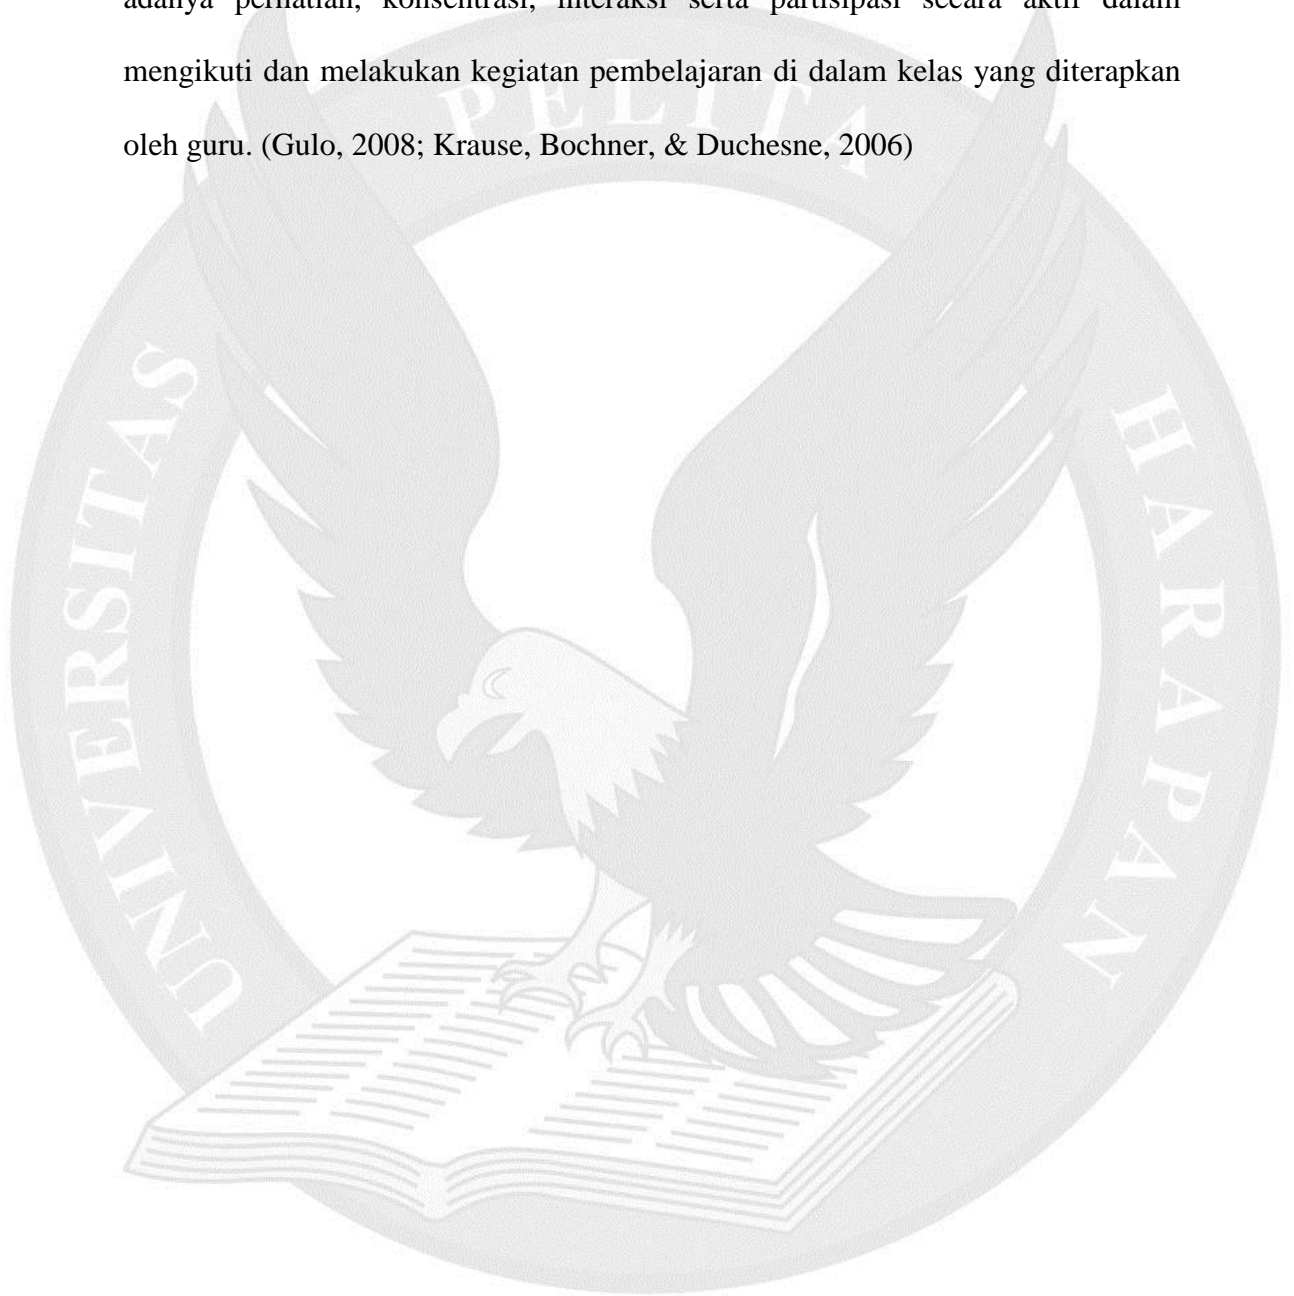 adanya perhatian, konsentrasi, interaksi serta partisipasi secara aktif dalam
mengikuti dan melakukan kegiatan pembelajaran di dalam kelas yang diterapkan
oleh guru. (Gulo, 2008; Krause, Bochner, & Duchesne, 2006)
UNIVERSITAS
PELITA
HARAPAN